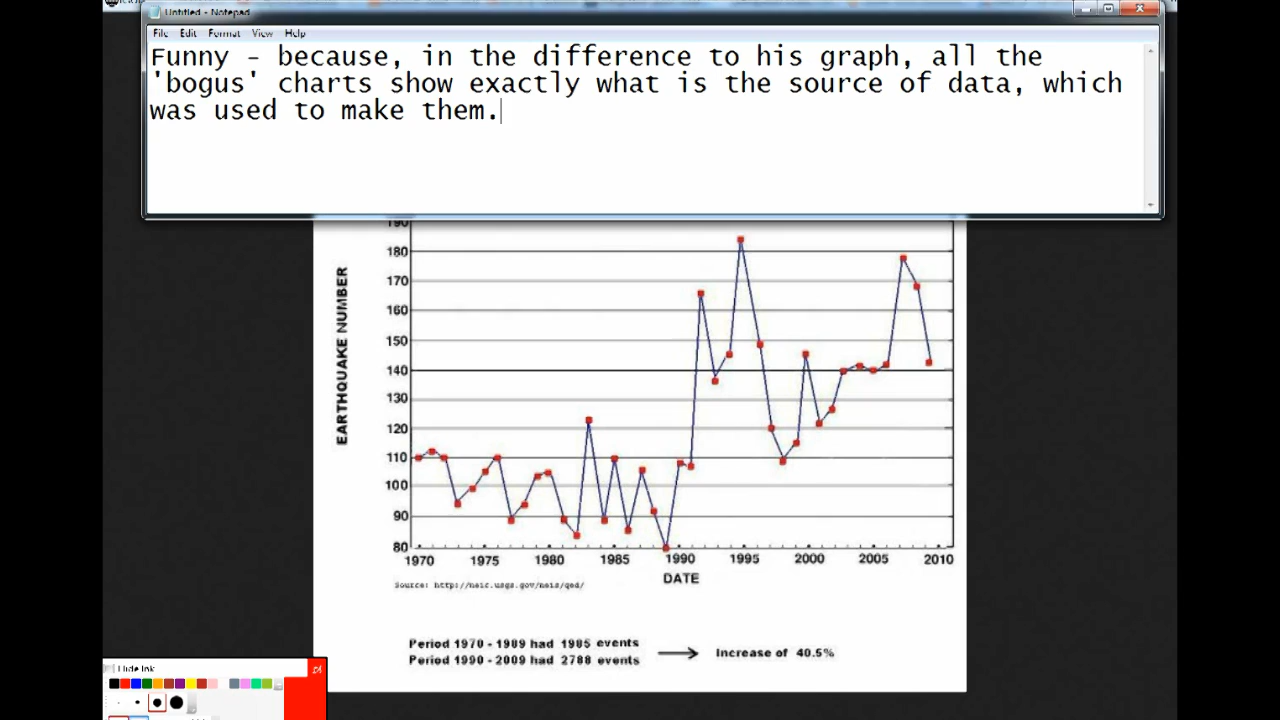 Untitled - Notepad
File Edit Format View Help
Funny - because, in the difference to his graph, all the
'bogus' charts show exactly what is the source of data, which
was used to make them.
190
180
170
160
150
140
130
120
110
100
90
80
EARTHQUAKE NUMBER
1970 1975 1980 1985 1990 1995 2000 2005 2010
DATE
Source: http://neic.usgs.gov/neis/qed/
Period 1970 - 1989 had 1985 events
Period 1990 - 2009 had 2788 events
Increase of 40.5%